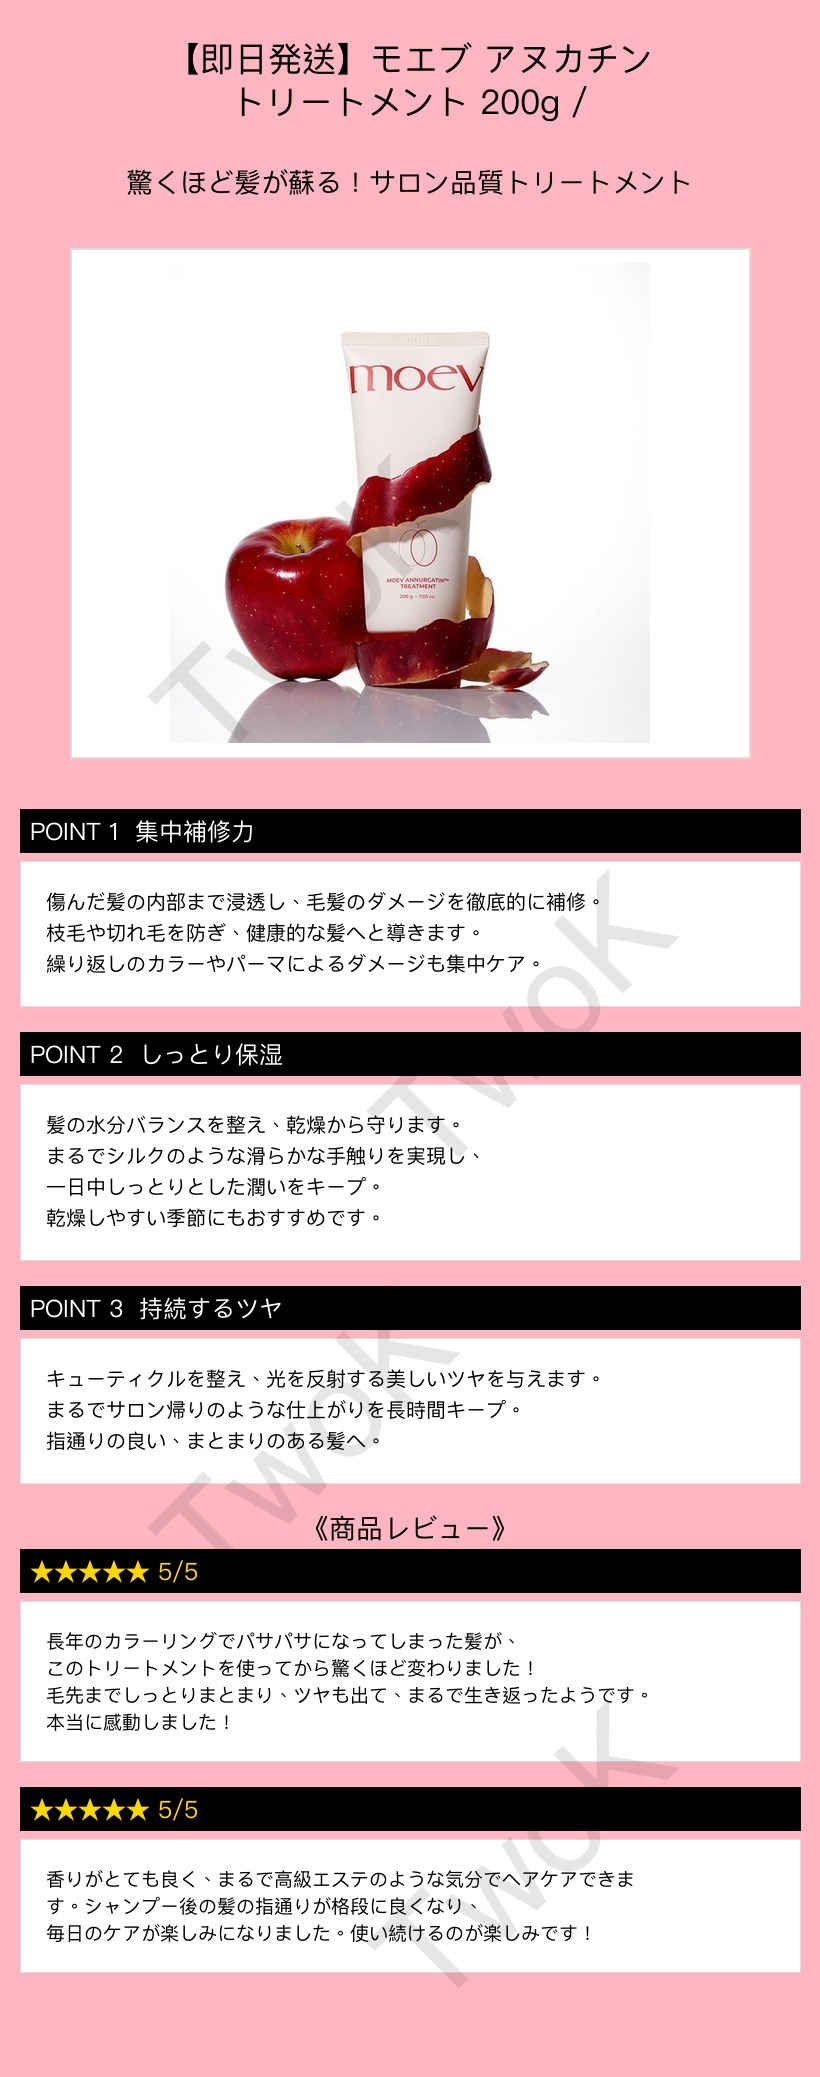 【即日発送】モエブ アヌカチン
トリートメント 200g /
驚くほど髪が蘇る！サロン品質トリートメント
moev
MOEV ANNURCATIN™
TREATMENT
200 g – 7.05 oz.
TwoK
POINT 1 集中補修力
傷んだ髪の内部まで浸透し、毛髪のダメージを徹底的に補修。
枝毛や切れ毛を防ぎ、健康的な髪へと導きます。
繰り返しのカラーやパーマによるダメージも集中ケア。
TwoK
POINT 2 しっとり保湿
髪の水分バランスを整え、乾燥から守ります。
まるでシルクのような滑らかな手触りを実現し、
一日中しっとりとした潤いをキープ。
乾燥しやすい季節にもおすすめです。
POINT 3 持続するツヤ
キューティクルを整え、光を反射する美しいツヤを与えます。
まるでサロン帰りのような仕上がりを長時間キープ。
指通りの良い、まとまりのある髪へ。
TwoK
《商品レビュー》
★★★★★ 5/5
長年のカラーリングでパサパサになってしまった髪が、
このトリートメントを使ってから驚くほど変わりました！
毛先までしっとりまとまり、ツヤも出て、まるで生き返ったようです。
本当に感動しました！
TwoK
★★★★★ 5/5
香りがとても良く、まるで高級エステのような気分でヘアケアできま
す。シャンプー後の髪の指通りが格段に良くなり、
毎日のケアが楽しみになりました。使い続けるのが楽しみです！